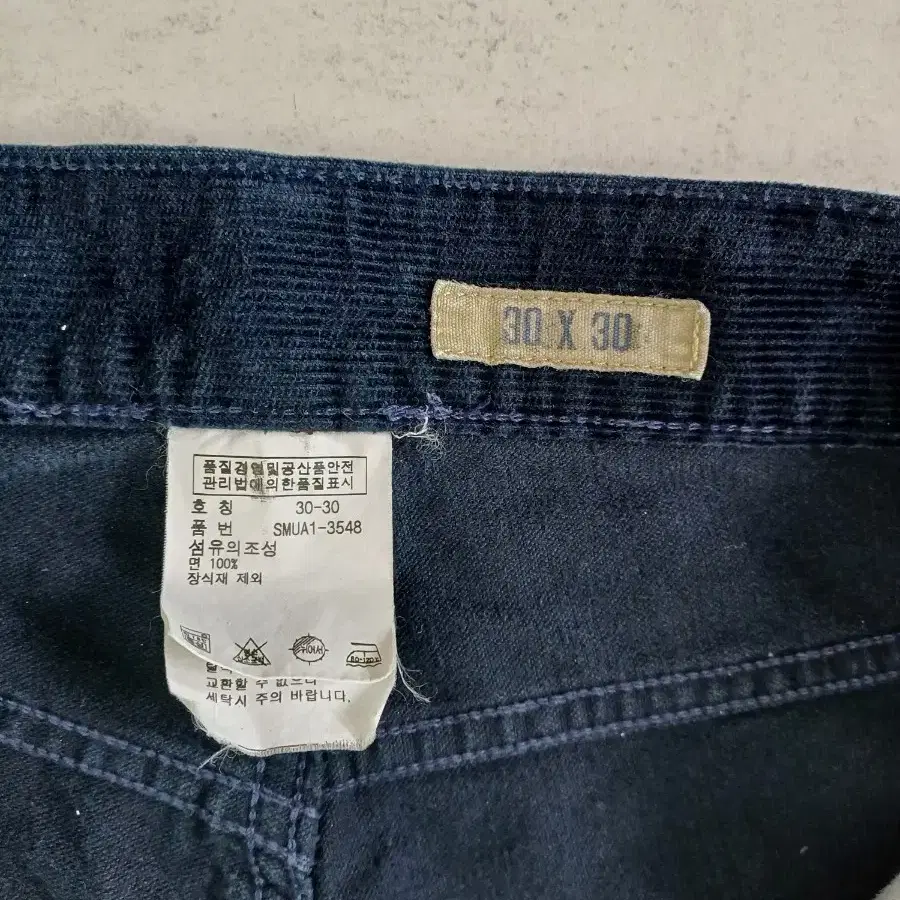 30 X 30
품질경영및공산품안전
관리법에의한품질표시
호 칭 30-30
품 번 SMUA1-3548
섬유의조성
면 100%
장식재 제외
80-120℃
교환할 수 없으니
세탁시 주의 바랍니다.